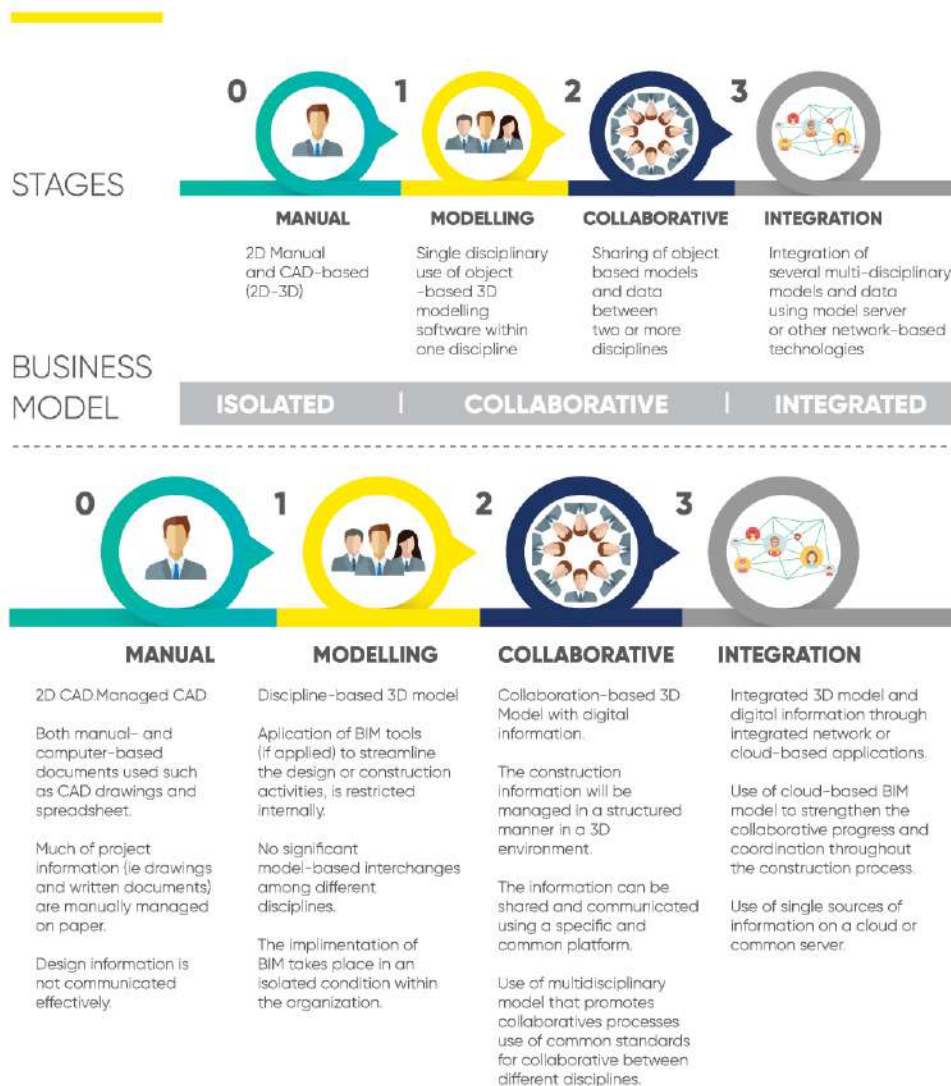 0
1
2
3
STAGES
MANUAL
2D Manual
and CAD-based
(2D-3D)
MODELLING
Single disciplinary
use of object
-based 3D
modelling
software within
one discipline
COLLABORATIVE
Sharing of object
based models
and data
between
two or more
disciplines
INTEGRATION
Integration of
several multi-disciplinary
models and data
using model server
or other network-based
technologies
BUSINESS
MODEL
ISOLATED | COLLABORATIVE | INTEGRATED
0
1
2
3
MANUAL
2D CAD.Managed CAD
Both manual- and
computer-based
documents used such
as CAD drawings and
spreadsheet.
Much of project
information (ie drawings
and written documents)
are manually managed
on paper.
Design information is
not communicated
effectively.
MODELLING
Discipline-based 3D model
Aplication of BIM tools
(if applied) to streamline
the design or construction
activities, is restricted
internally.
No significant
model-based interchanges
among different
disciplines.
The implimentation of
BIM takes place in an
isolated condition within
the organization.
COLLABORATIVE
Collaboration-based 3D
Model with digital
information.
The construction
information will be
managed in a structured
manner in a 3D
environment.
The information can be
shared and communicated
using a specific and
common platform.
Use of multidisciplinary
model that promotes
collaboratives processes
use of common standards
for collaborative between
different disciplines.
INTEGRATION
Integrated 3D model and
digital information through
integrated network or
cloud-based applications.
Use of cloud-based BIM
model to strengthen the
collaborative progress and
coordination throughout
the construction process.
Use of single sources of
information on a cloud or
common server.